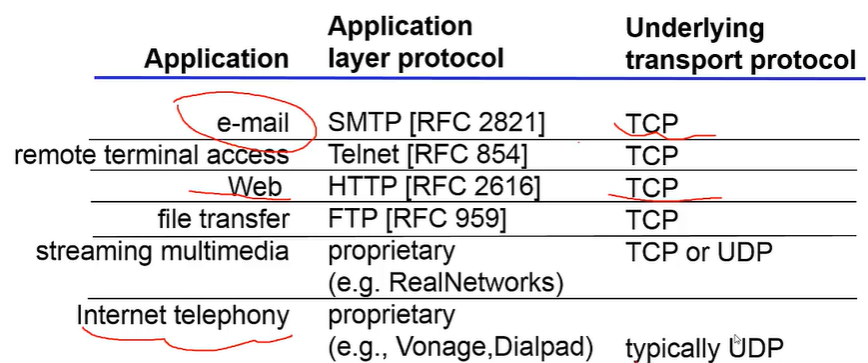 Application Application layer protocol Underlying transport protocol
e-mail SMTP [RFC 2821] TCP
remote terminal access Telnet [RFC 854] TCP
Web HTTP [RFC 2616] TCP
file transfer FTP [RFC 959] TCP
streaming multimedia proprietary TCP or UDP
(e.g. RealNetworks)
Internet telephony proprietary
(e.g., Vonage,Dialpad) typically UDP